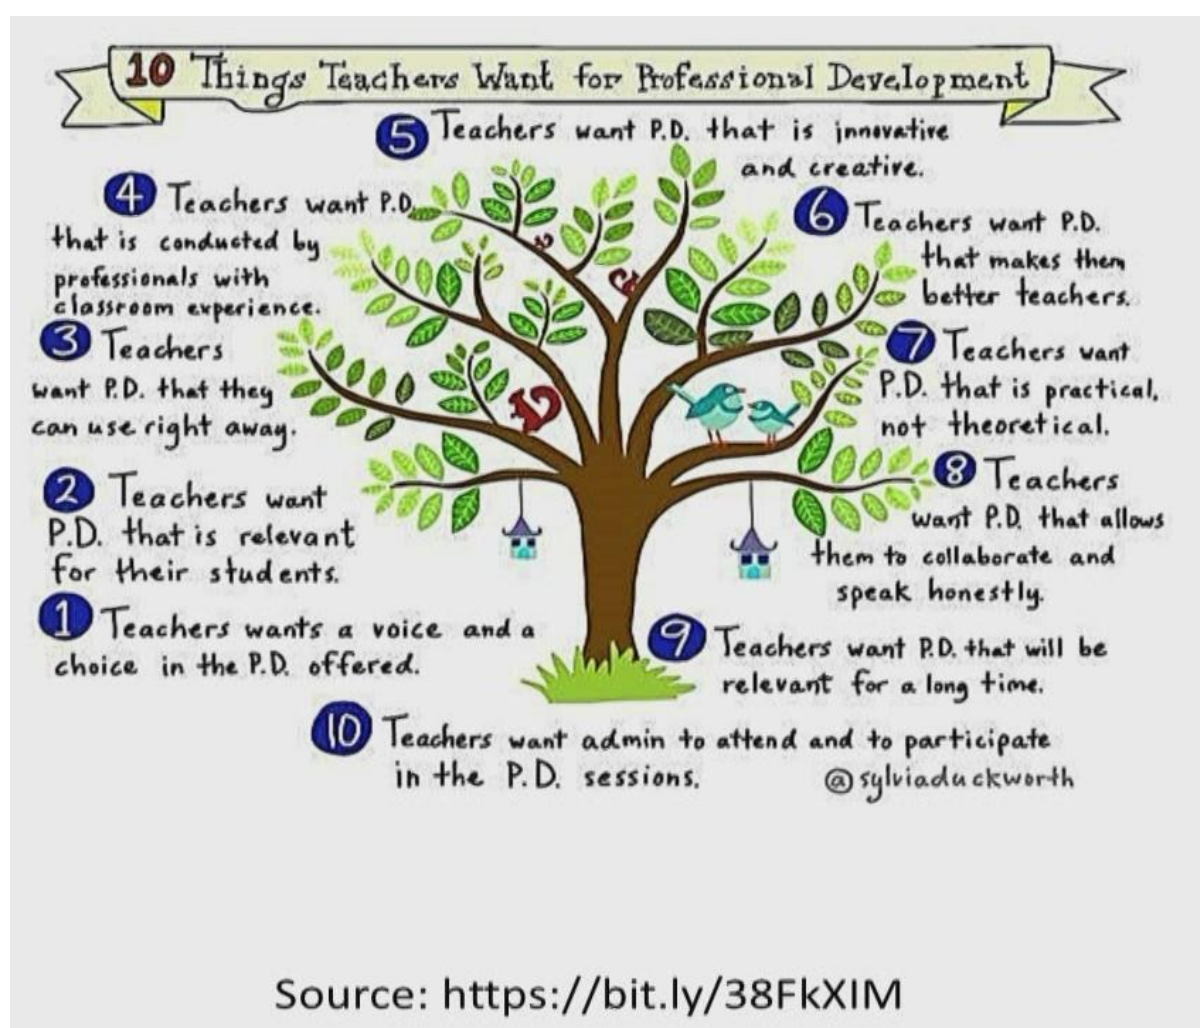 10 Things Teachers Want for Professional Development
5 Teachers want P.D. that is innovative
and creative.
4 Teachers want P.D.
that is conducted by
professionals with
classroom experience.
6 Teachers want P.D.
that makes them
better teachers.
3 Teachers
want P.D. that they
can use right away.
7 Teachers want
P.D. that is practical,
not theoretical.
2 Teachers want
P.D. that is relevant
for their students.
8 Teachers
want P.D. that allows
them to collaborate and
speak honestly.
1 Teachers wants a voice and a
choice in the P.D. offered.
9 Teachers want P.D. that will be
relevant for a long time.
10 Teachers want admin to attend and to participate
in the P.D. sessions.
@sylviaduckworth
Source: https://bit.ly/38FkXIM